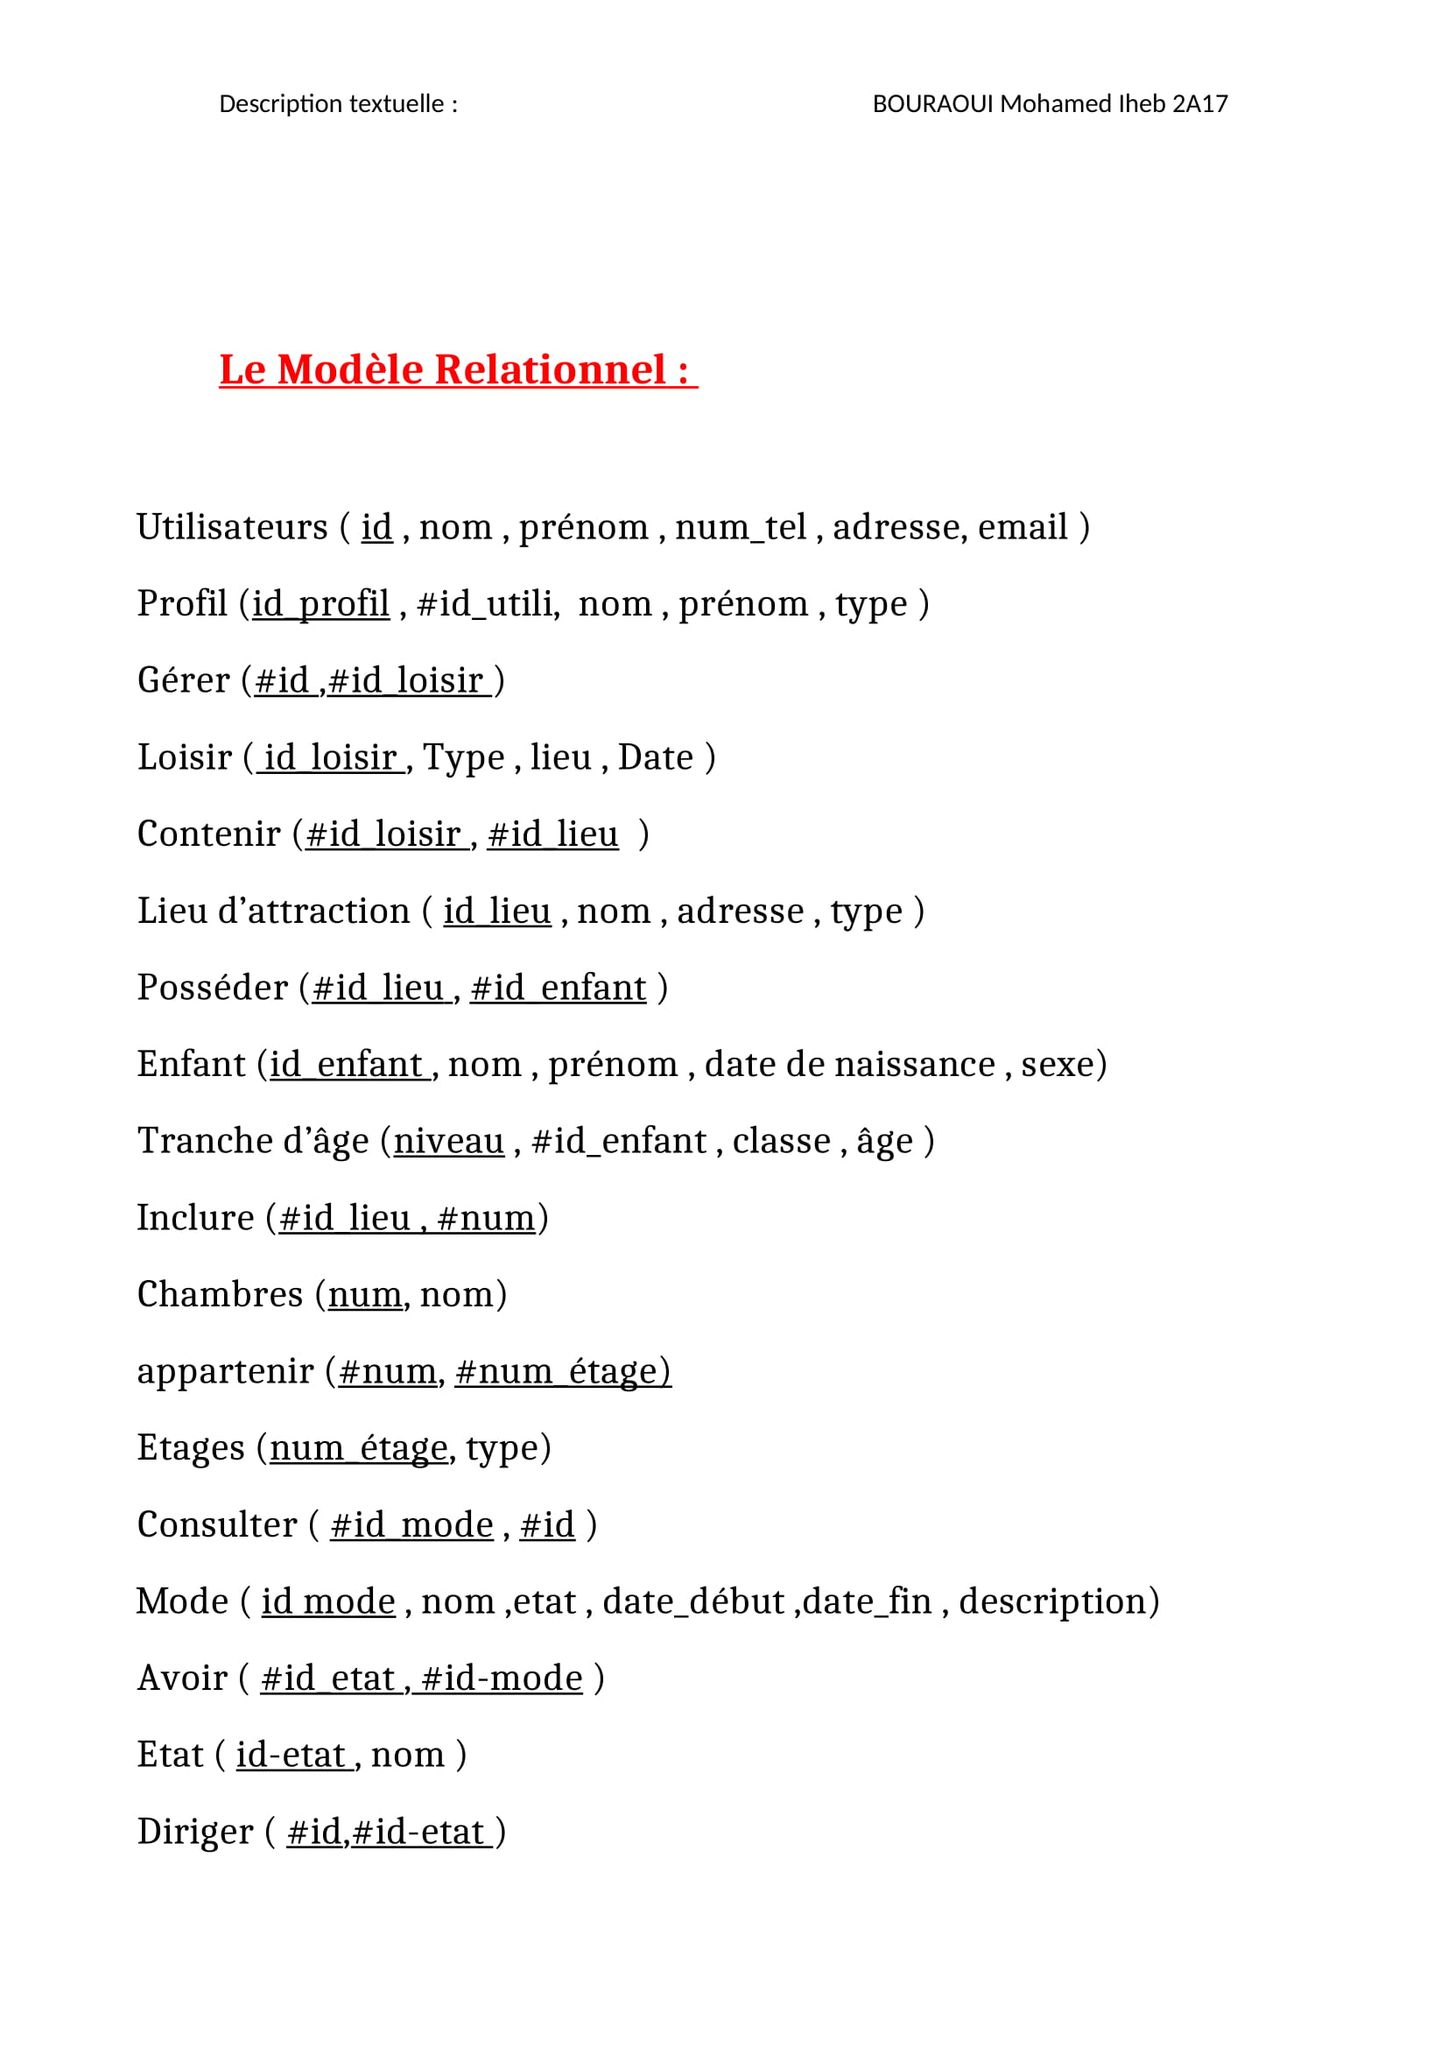 Description textuelle : BOURAOUI Mohamed Iheb 2A17
Le Modèle Relationnel :
Utilisateurs ( id , nom , prénom , num_tel , adresse, email )
Profil (id_profil , #id_utili, nom , prénom , type )
Gérer (#id ,#id_loisir )
Loisir ( id_loisir , Type , lieu , Date )
Contenir (#id_loisir , #id_lieu )
Lieu d’attraction ( id_lieu , nom , adresse , type )
Posséder (#id_lieu , #id_enfant )
Enfant (id_enfant , nom , prénom , date de naissance , sexe)
Tranche d’âge (niveau , #id_enfant , classe , âge )
Inclure (#id_lieu , #num)
Chambres (num, nom)
appartenir (#num, #num_étage)
Etages (num_étage, type)
Consulter ( #id_mode , #id )
Mode ( id mode , nom ,etat , date_début ,date_fin , description)
Avoir ( #id_etat , #id-mode )
Etat ( id-etat , nom )
Diriger ( #id,#id-etat )